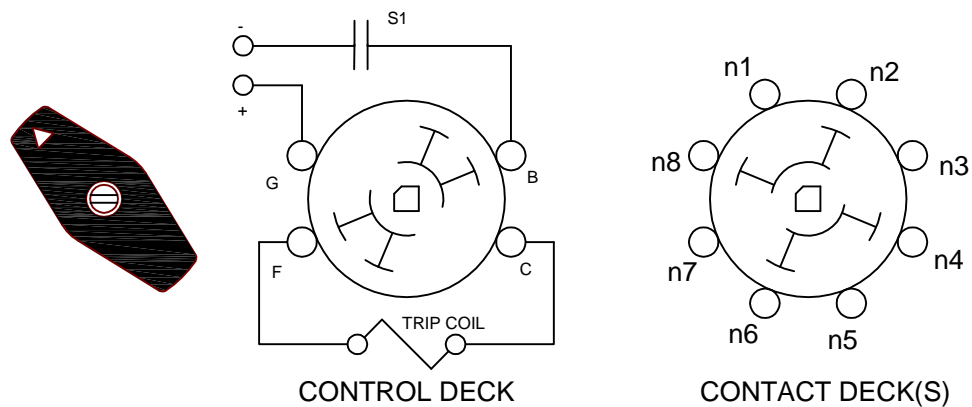 S1
-
+
G
B
F
C
TRIP COIL
CONTROL DECK
n1
n2
n8
n3
n7
n4
n6
n5
CONTACT DECK(S)